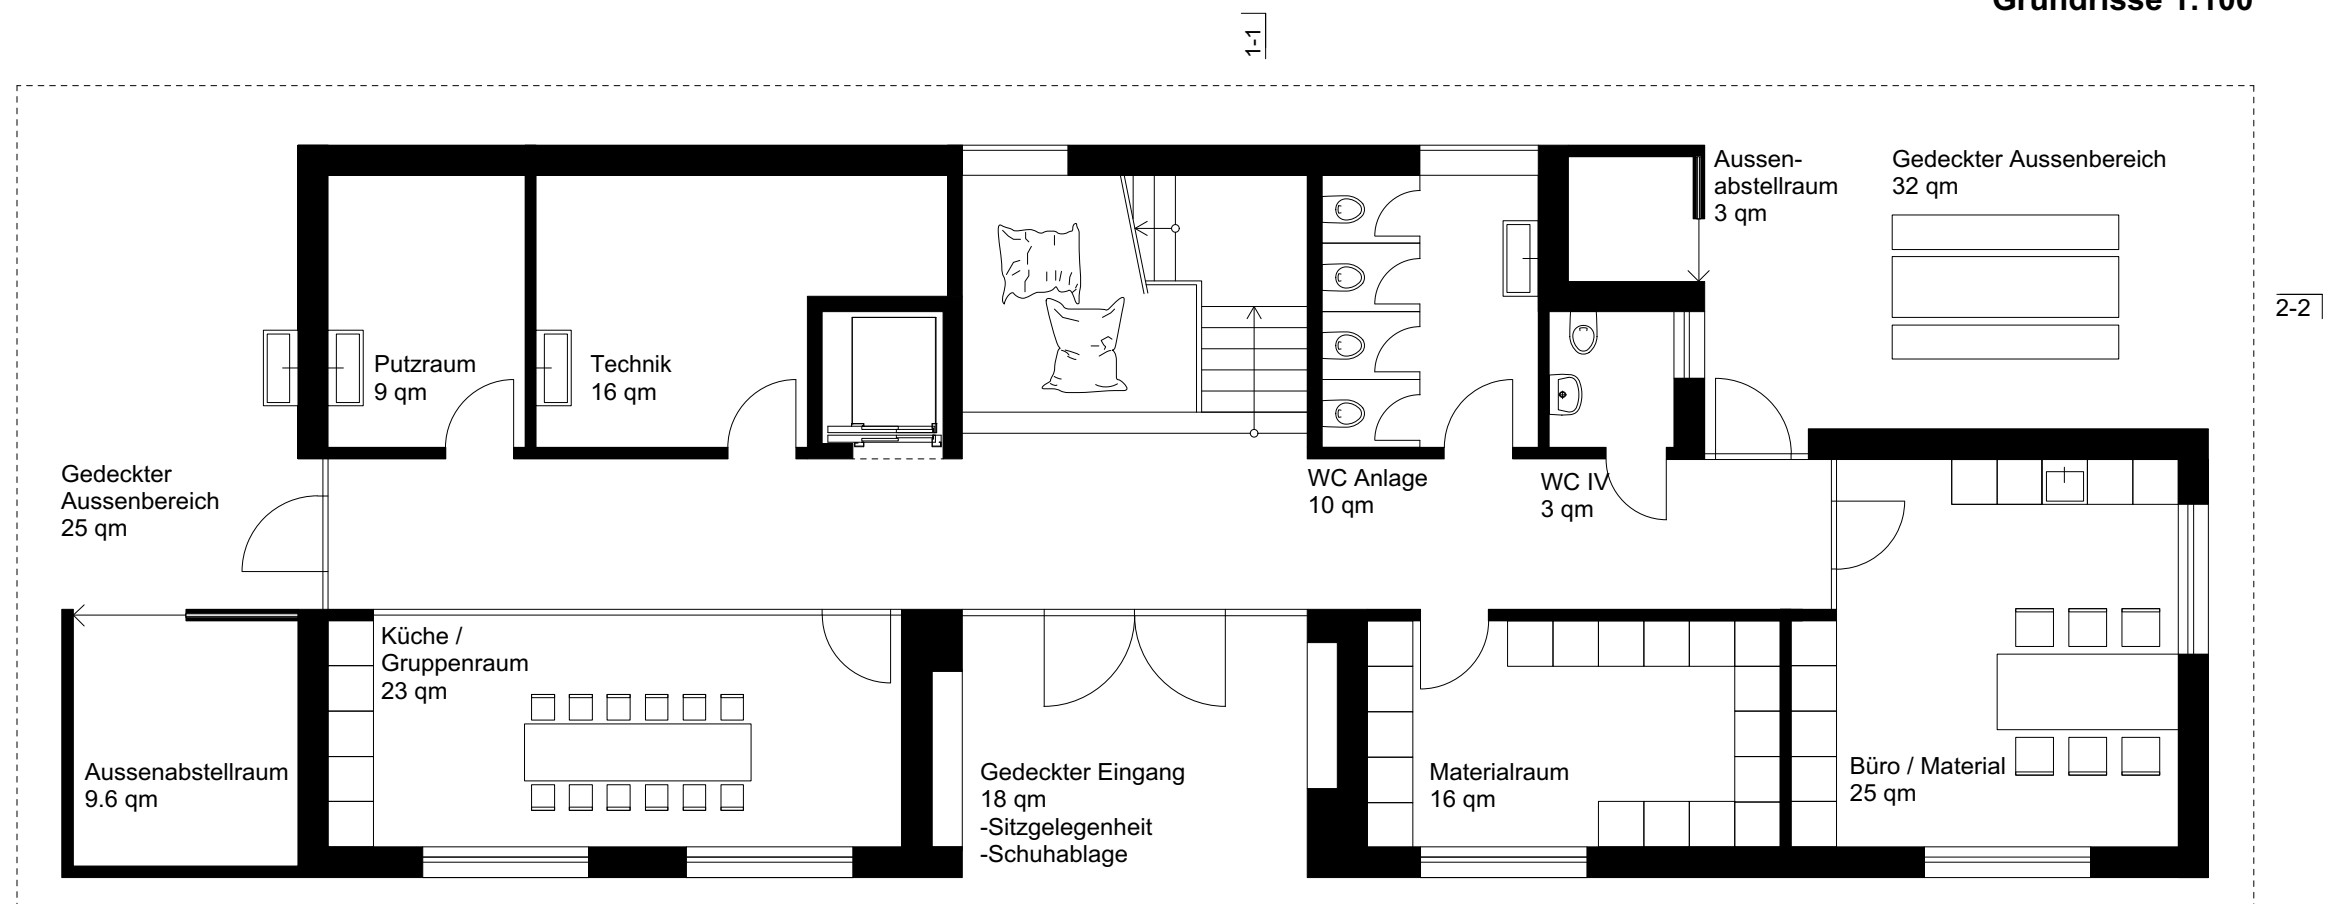 Grundrisse 1:100
1-1
Aussen-
abstellraum
3 qm
Gedeckter Aussenbereich
32 qm
2-2
Putzraum
9 qm
Technik
16 qm
Gedeckter
Aussenbereich
25 qm
WC Anlage
10 qm
WC IV
3 qm
Küche /
Gruppenraum
23 qm
Aussenabstellraum
9.6 qm
Gedeckter Eingang
18 qm
-Sitzgelegenheit
-Schuhablage
Materialraum
16 qm
Büro / Material
25 qm